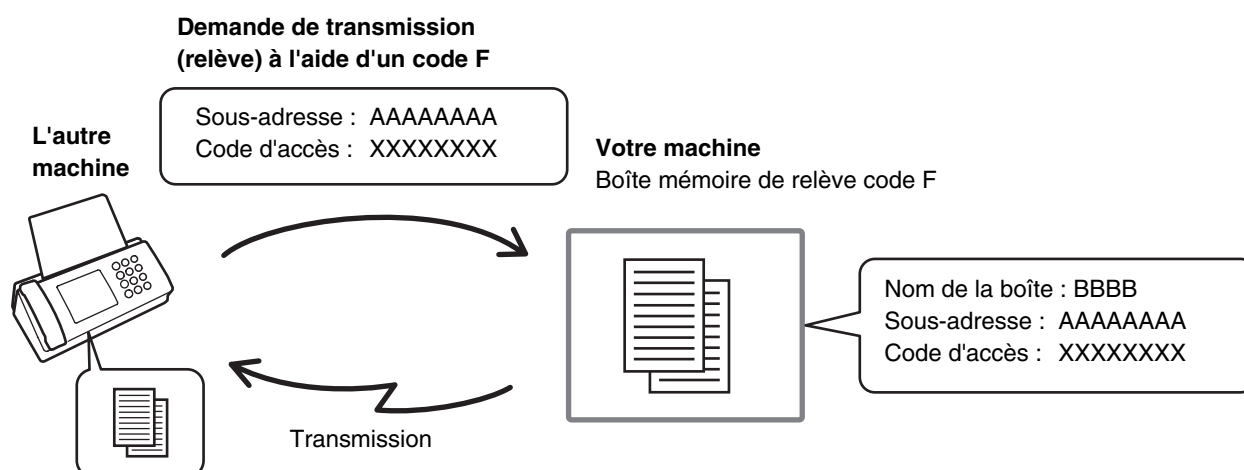 Demande de transmission
(relève) à l'aide d'un code F
Sous-adresse : AAAAAAAA
Code d'accès : XXXXXXXX
L'autre
machine
Votre machine
Boîte mémoire de relève code F
Nom de la boîte : BBBB
Sous-adresse : AAAAAAAA
Code d'accès : XXXXXXXX
Transmission